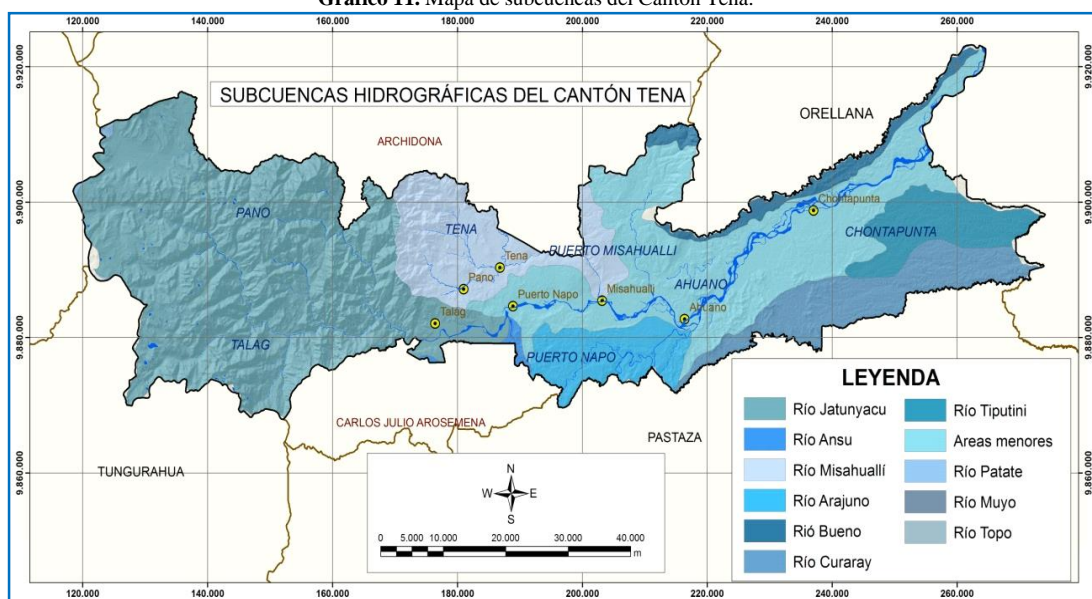 Gráfico 11. Mapa de subcuencas del Cantón Tena.
120.000 140.000 160.000 180.000 200.000 220.000 240.000 260.000
9.920.000 9.920.000
SUBCUENCAS HIDROGRÁFICAS DEL CANTÓN TENA
ORELLANA
ARCHIDONA
9.900.000 9.900.000
Chontapunta
PANO
TENA
PUERTO MISAHUALLI
CHONTAPUNTA
Tena
Pano
AHUANO
Puerto Napo
Misahualli
Ahuano
Talag
9.880.000 9.880.000
TALAG
PUERTO NAPO
CARLOS JULIO AROSEMENA
PASTAZA
TUNGURAHUA
9.860.000 9.860.000
N
W E
S
0 5.000 10.000 20.000 30.000 40.000
m
LEYENDA
Río Jatunyacu
Río Ansu
Río Misahuallí
Río Arajuno
Rió Bueno
Río Curaray
Río Tiputini
Areas menores
Río Patate
Río Muyo
Río Topo
120.000 140.000 160.000 180.000 200.000 220.000 240.000 260.000